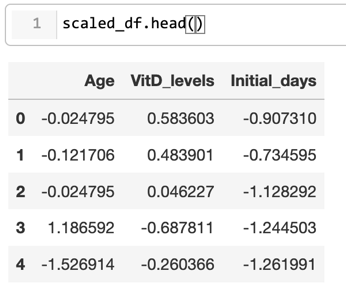 1 scaled_df.head()
Age VitD_levels Initial_days
0 -0.024795 0.583603 -0.907310
1 -0.121706 0.483901 -0.734595
2 -0.024795 0.046227 -1.128292
3 1.186592 -0.687811 -1.244503
4 -1.526914 -0.260366 -1.261991